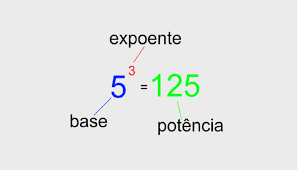 expoente
5³ = 125
base
potência